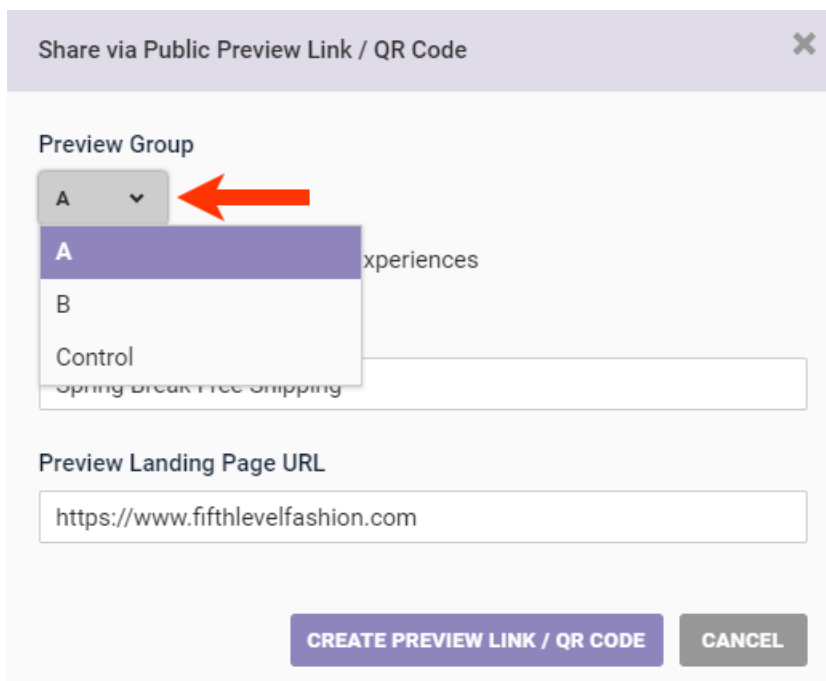 Share via Public Preview Link / QR Code
Preview Group
A
A
xperiences
B
Control
Spring Break Free Shipping
Preview Landing Page URL
https://www.fifthlevelfashion.com
CREATE PREVIEW LINK / QR CODE
CANCEL